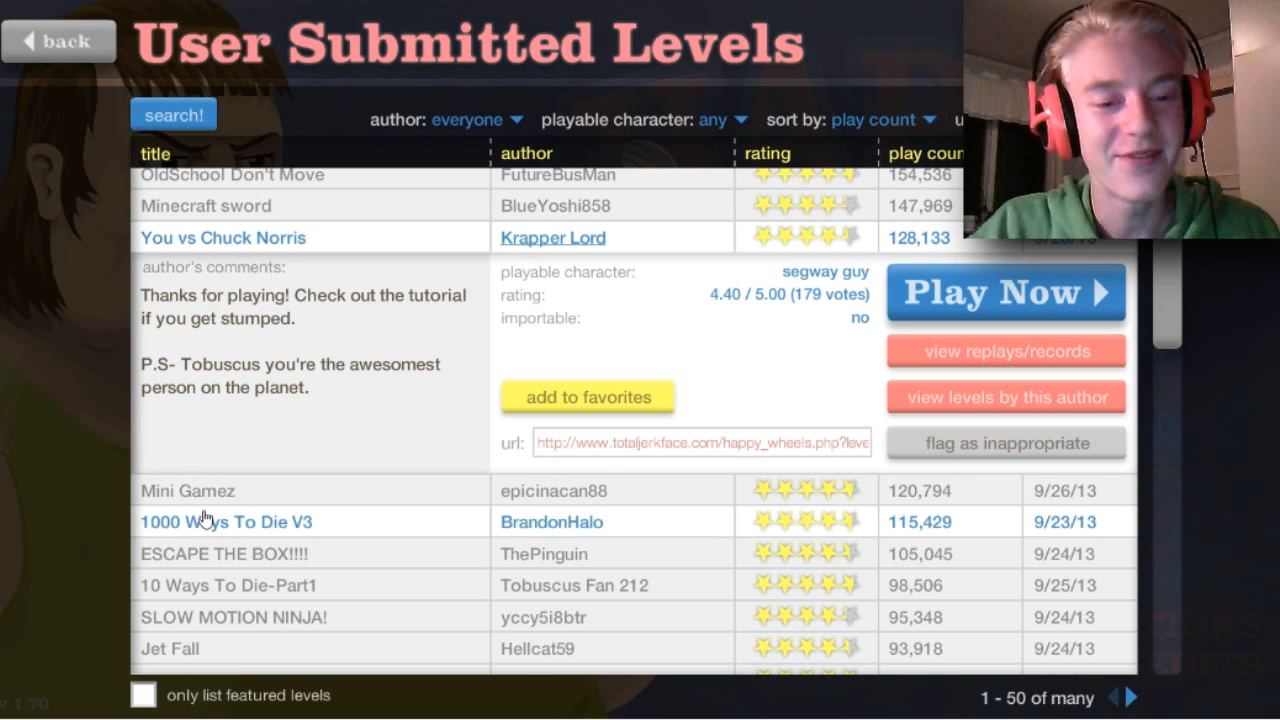 back
User Submitted Levels
search!
author: everyone playable character: any sort by: play count u
title author rating play coun
OldSchool Don't Move FutureBusMan 154,536
Minecraft sword BlueYoshi858 147,969
You vs Chuck Norris Krapper Lord 128,133 9/23/13
author's comments:
Thanks for playing! Check out the tutorial
if you get stumped.
P.S- Tobuscus you're the awesomest
person on the planet.
playable character: segway guy
rating: 4.40 / 5.00 (179 votes)
importable: no
add to favorites
url: http://www.totaljerkface.com/happy_wheels.php?leve
Play Now
view replays/records
view levels by this author
flag as inappropriate
Mini Gamez epicinacan88 120,794 9/26/13
1000 Ways To Die V3 BrandonHalo 115,429 9/23/13
ESCAPE THE BOX!!!! ThePinguin 105,045 9/24/13
10 Ways To Die-Part1 Tobuscus Fan 212 98,506 9/25/13
SLOW MOTION NINJA! yccy5i8btr 95,348 9/24/13
Jet Fall Hellcat59 93,918 9/24/13
only list featured levels
1 - 50 of many
v 1.70